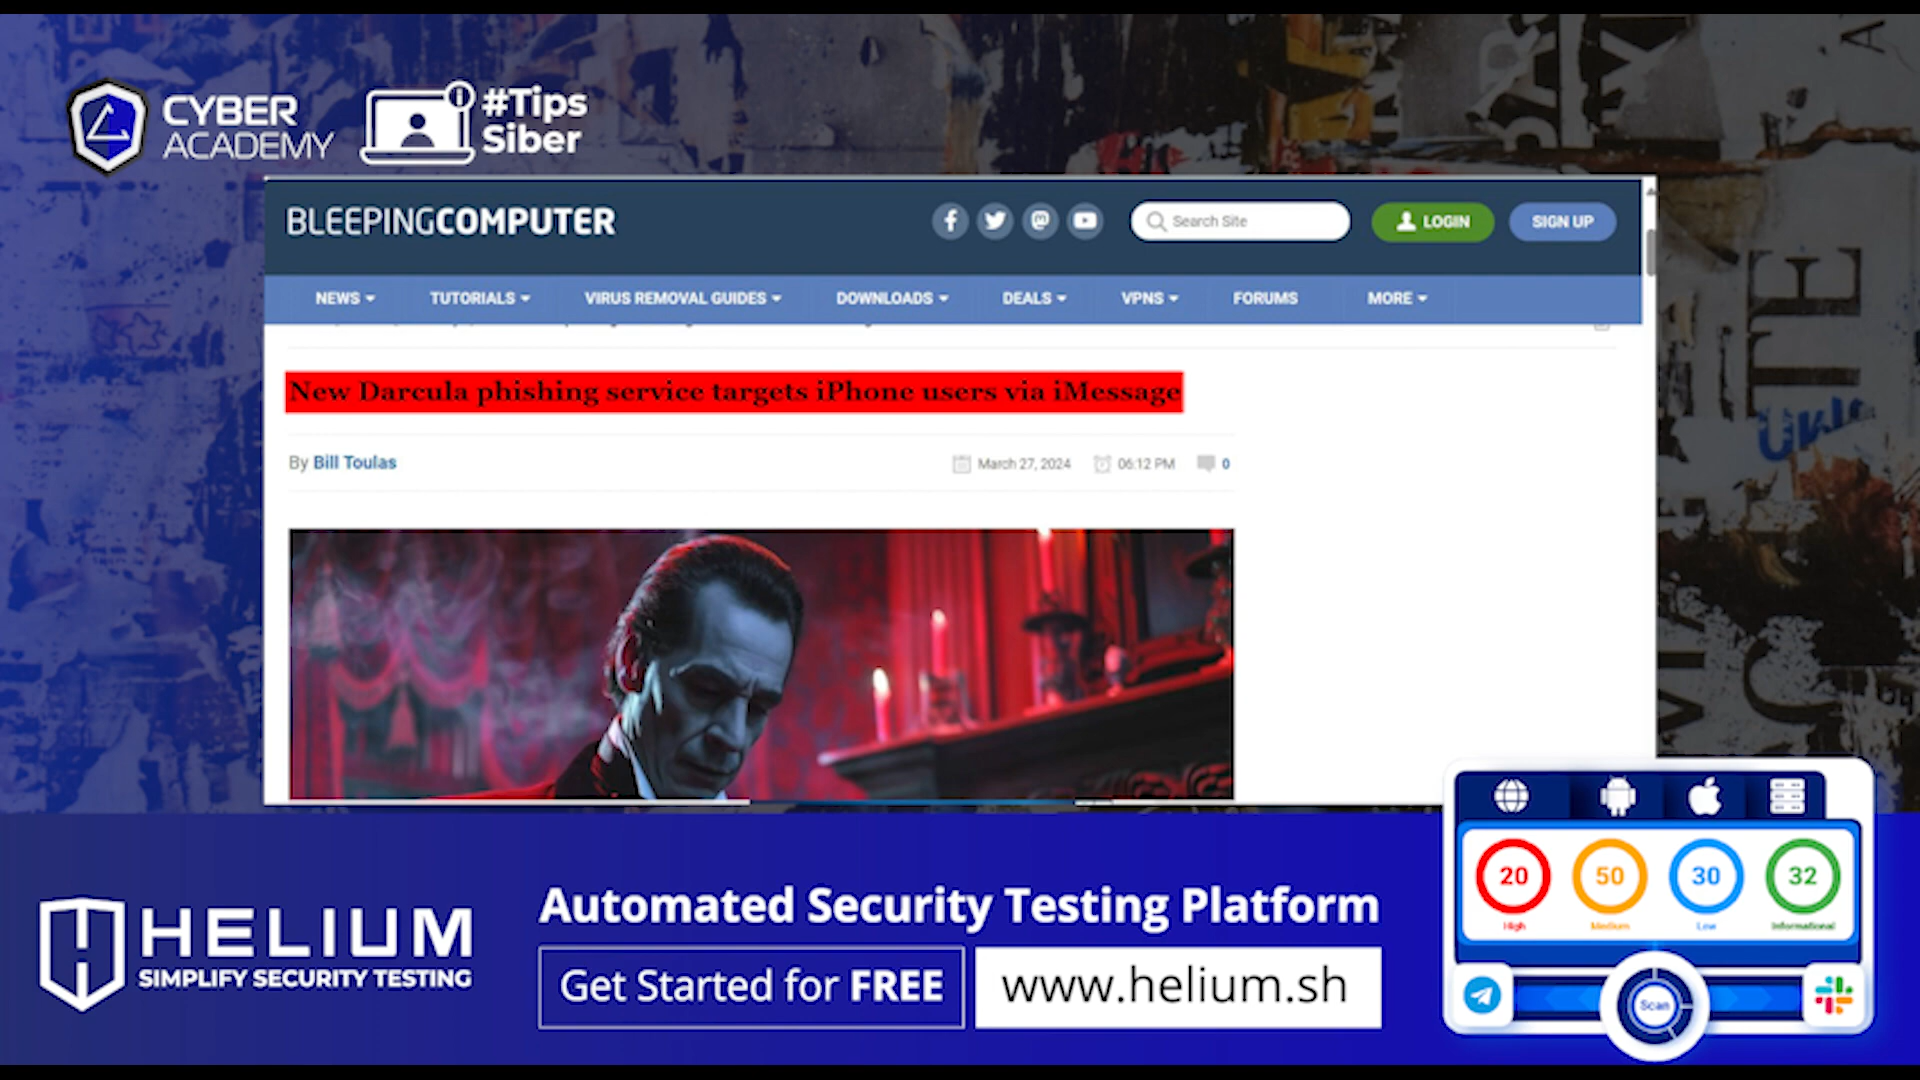 CYBER
ACADEMY
#Tips
Siber
BLEEPINGCOMPUTER
Search Site
LOGIN
SIGN UP
NEWS
TUTORIALS
VIRUS REMOVAL GUIDES
DOWNLOADS
DEALS
VPNS
FORUMS
MORE
New Darcula phishing service targets iPhone users via iMessage
By Bill Toulas
March 27, 2024
06:12 PM
0
HELIUM
SIMPLIFY SECURITY TESTING
Automated Security Testing Platform
Get Started for FREE
www.helium.sh
20
50
30
32
High
Medium
Low
Informational
Scan